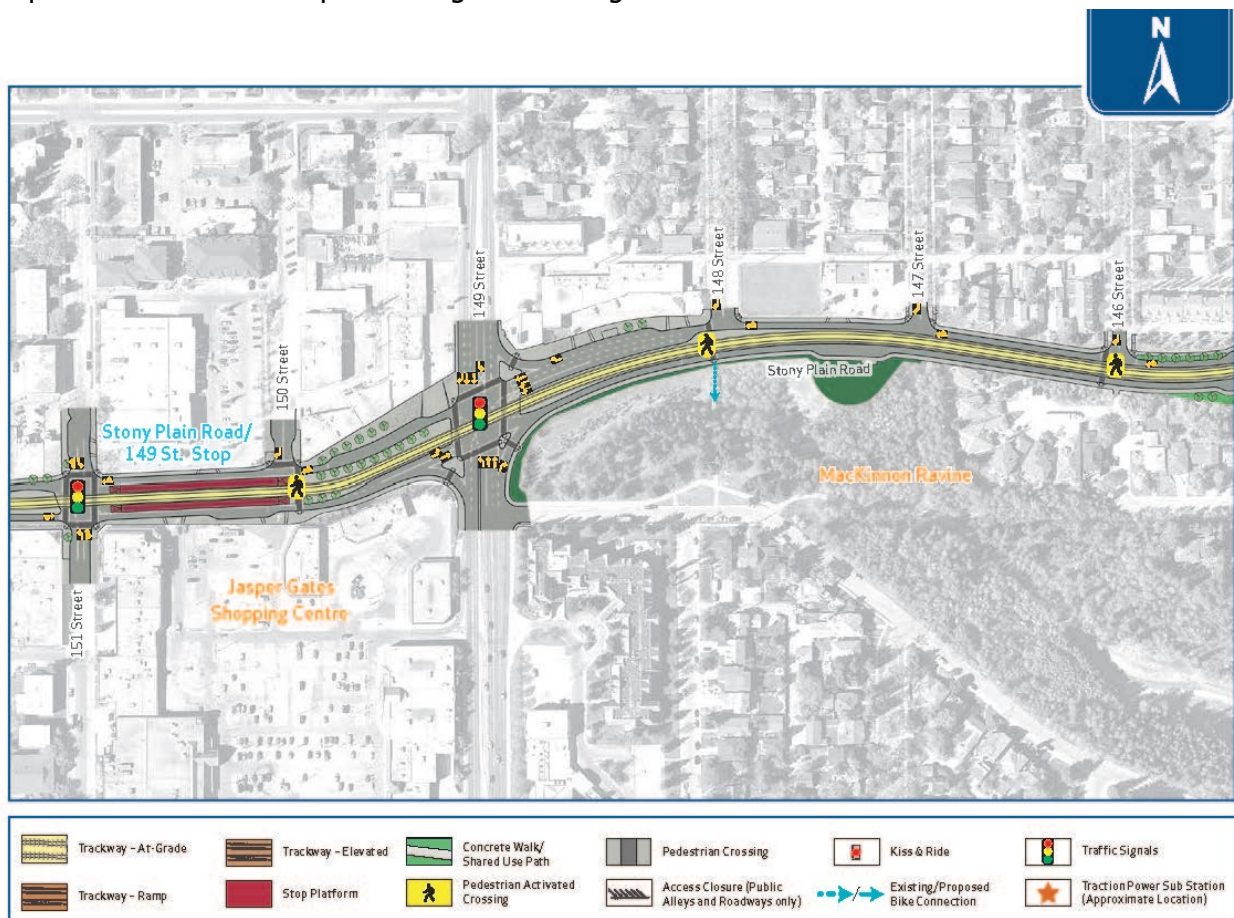 N
149 Street
148 Street
147 Street
146 Street
150 Street
Stony Plain Road
Stony Plain Road/
149 St. Stop
MacKinnon Ravine
Jasper Gates
Shopping Centre
151 Street
Trackway - At-Grade
Trackway - Elevated
Concrete Walk/
Shared Use Path
Pedestrian Crossing
Kiss & Ride
Traffic Signals
Trackway - Ramp
Stop Platform
Pedestrian Activated
Crossing
Access Closure (Public
Alleys and Roadways only)
Existing/Proposed
Bike Connection
Traction Power Sub Station
(Approximate Location)